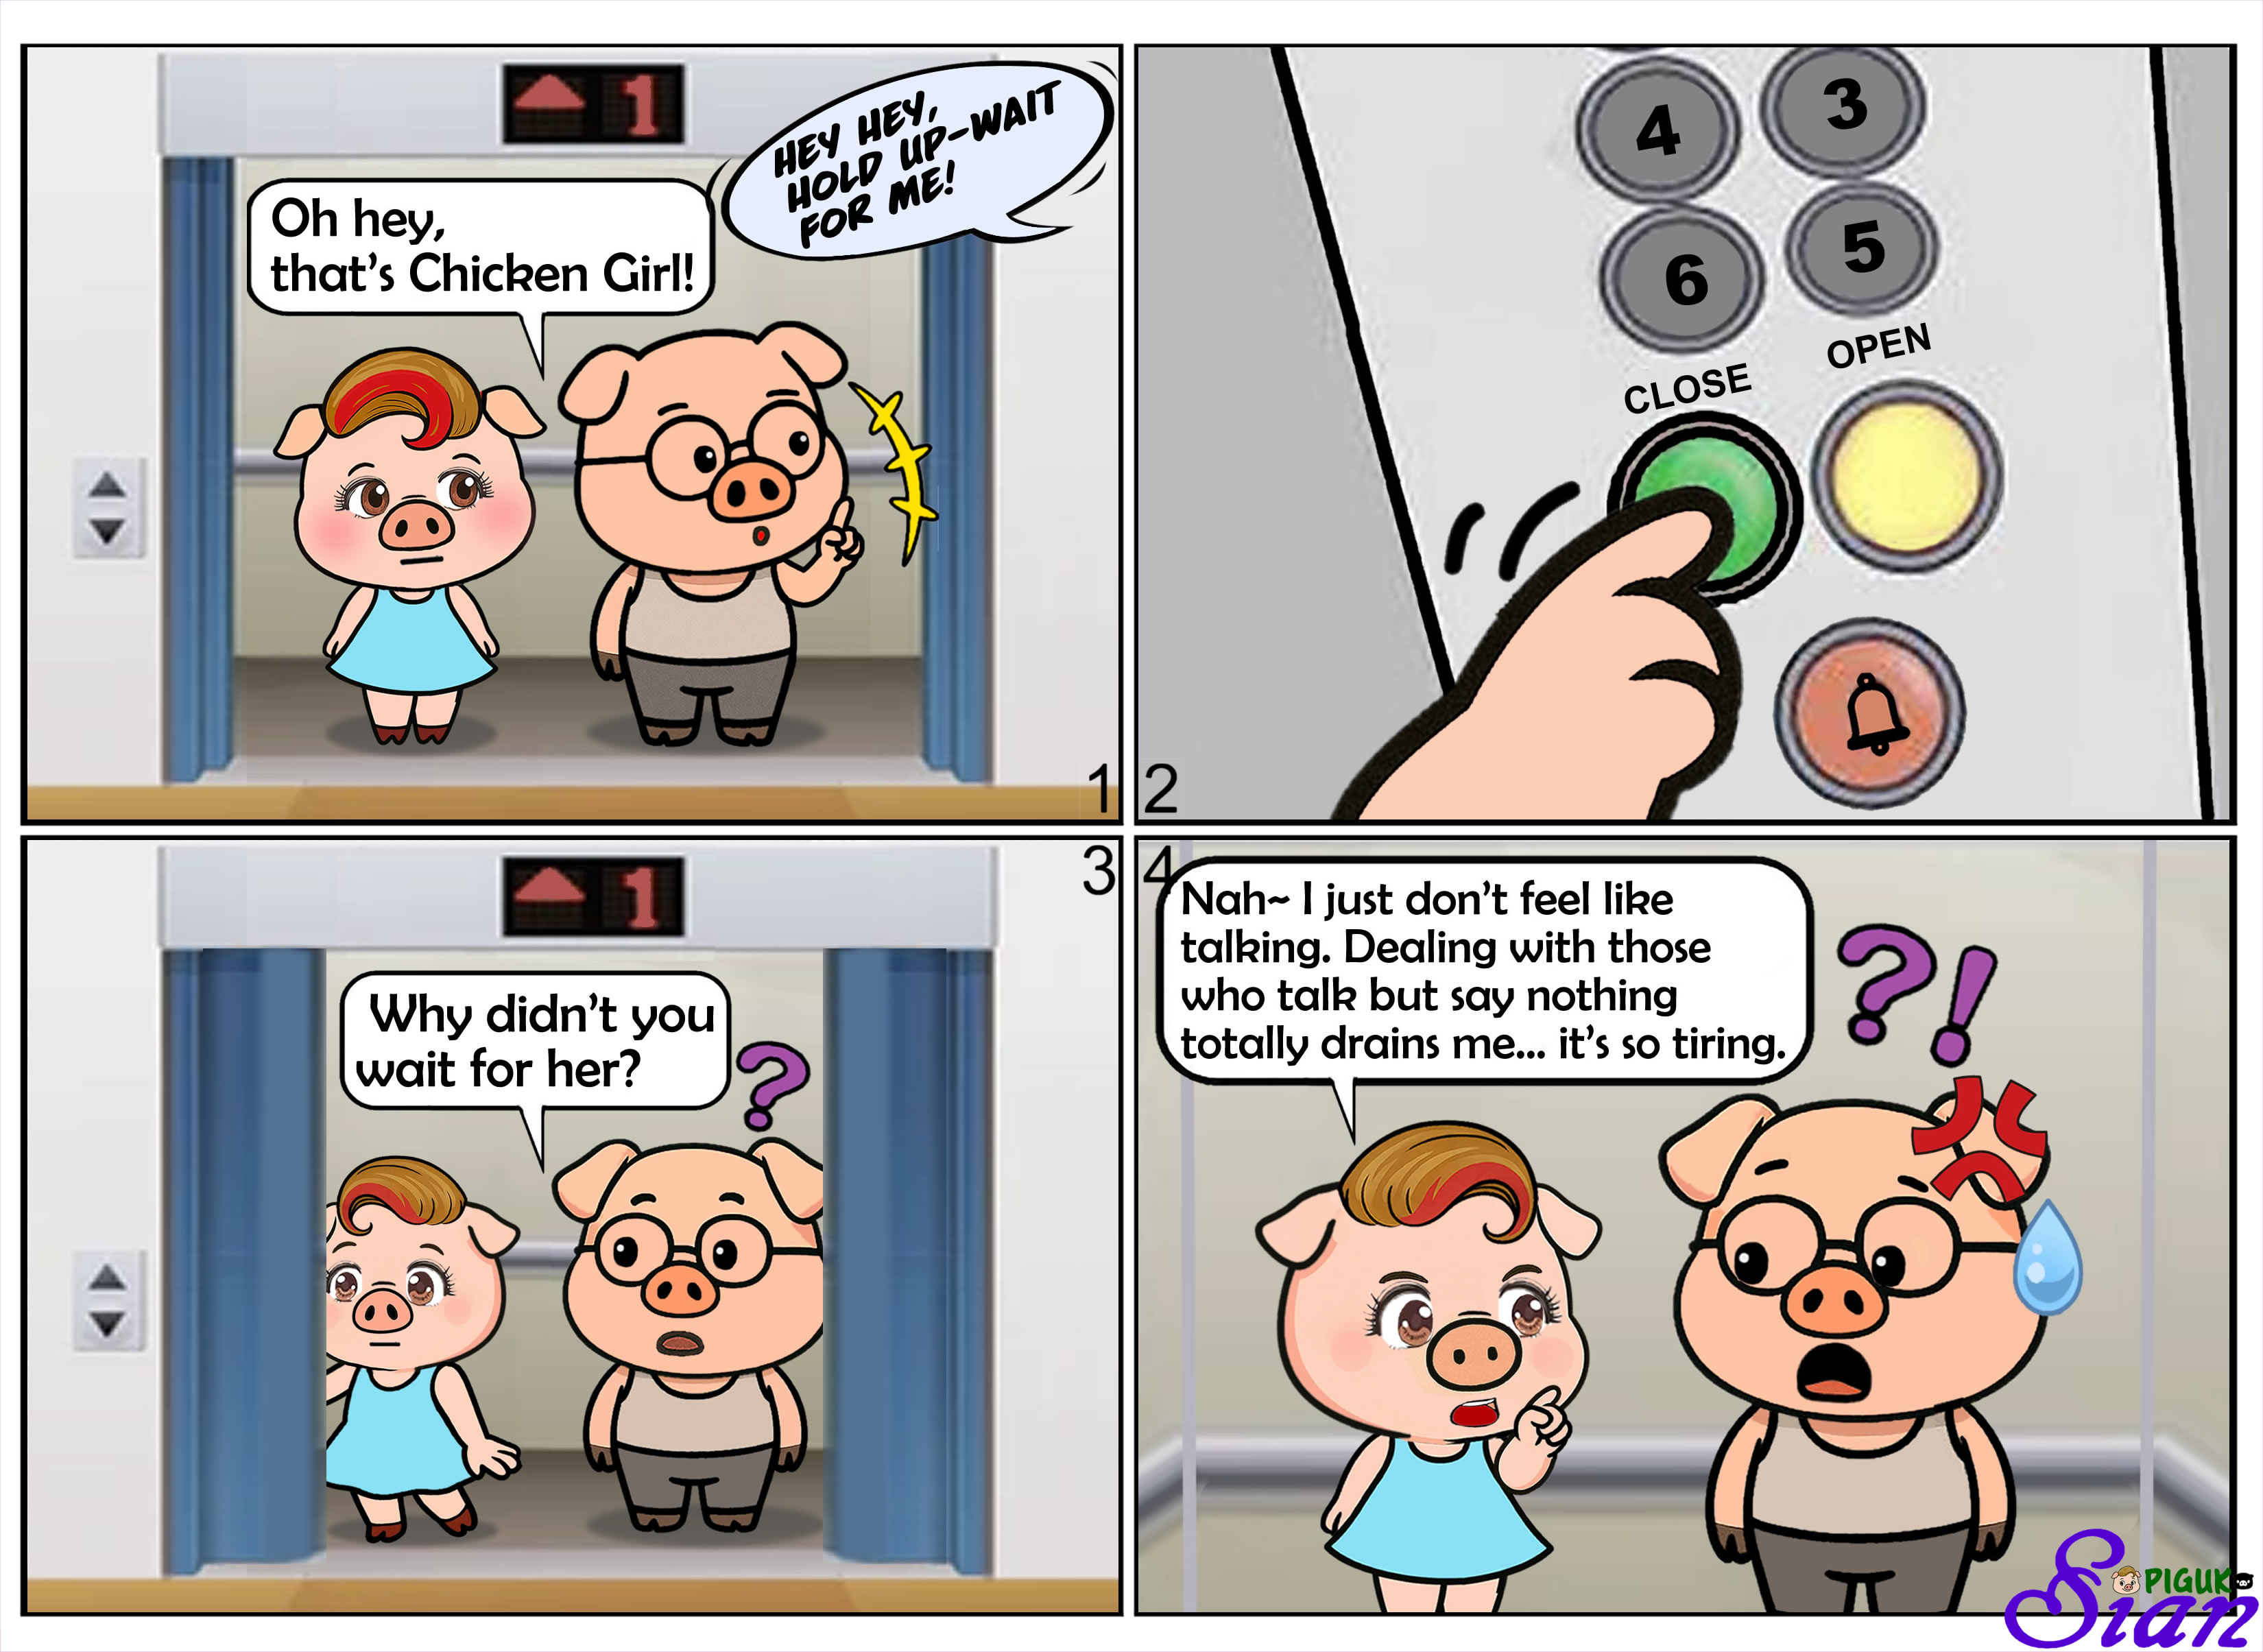 1
HEY HEY,
HOLD UP-WAIT
FOR ME!
Oh hey,
that's Chicken Girl!
1
4 3
6 5
CLOSE OPEN
2
1
3
Why didn't you
wait for her?
?
4
Nah~ I just don't feel like
talking. Dealing with those
who talk but say nothing
totally drains me... it's so tiring.
?!
PIGUK
Sian